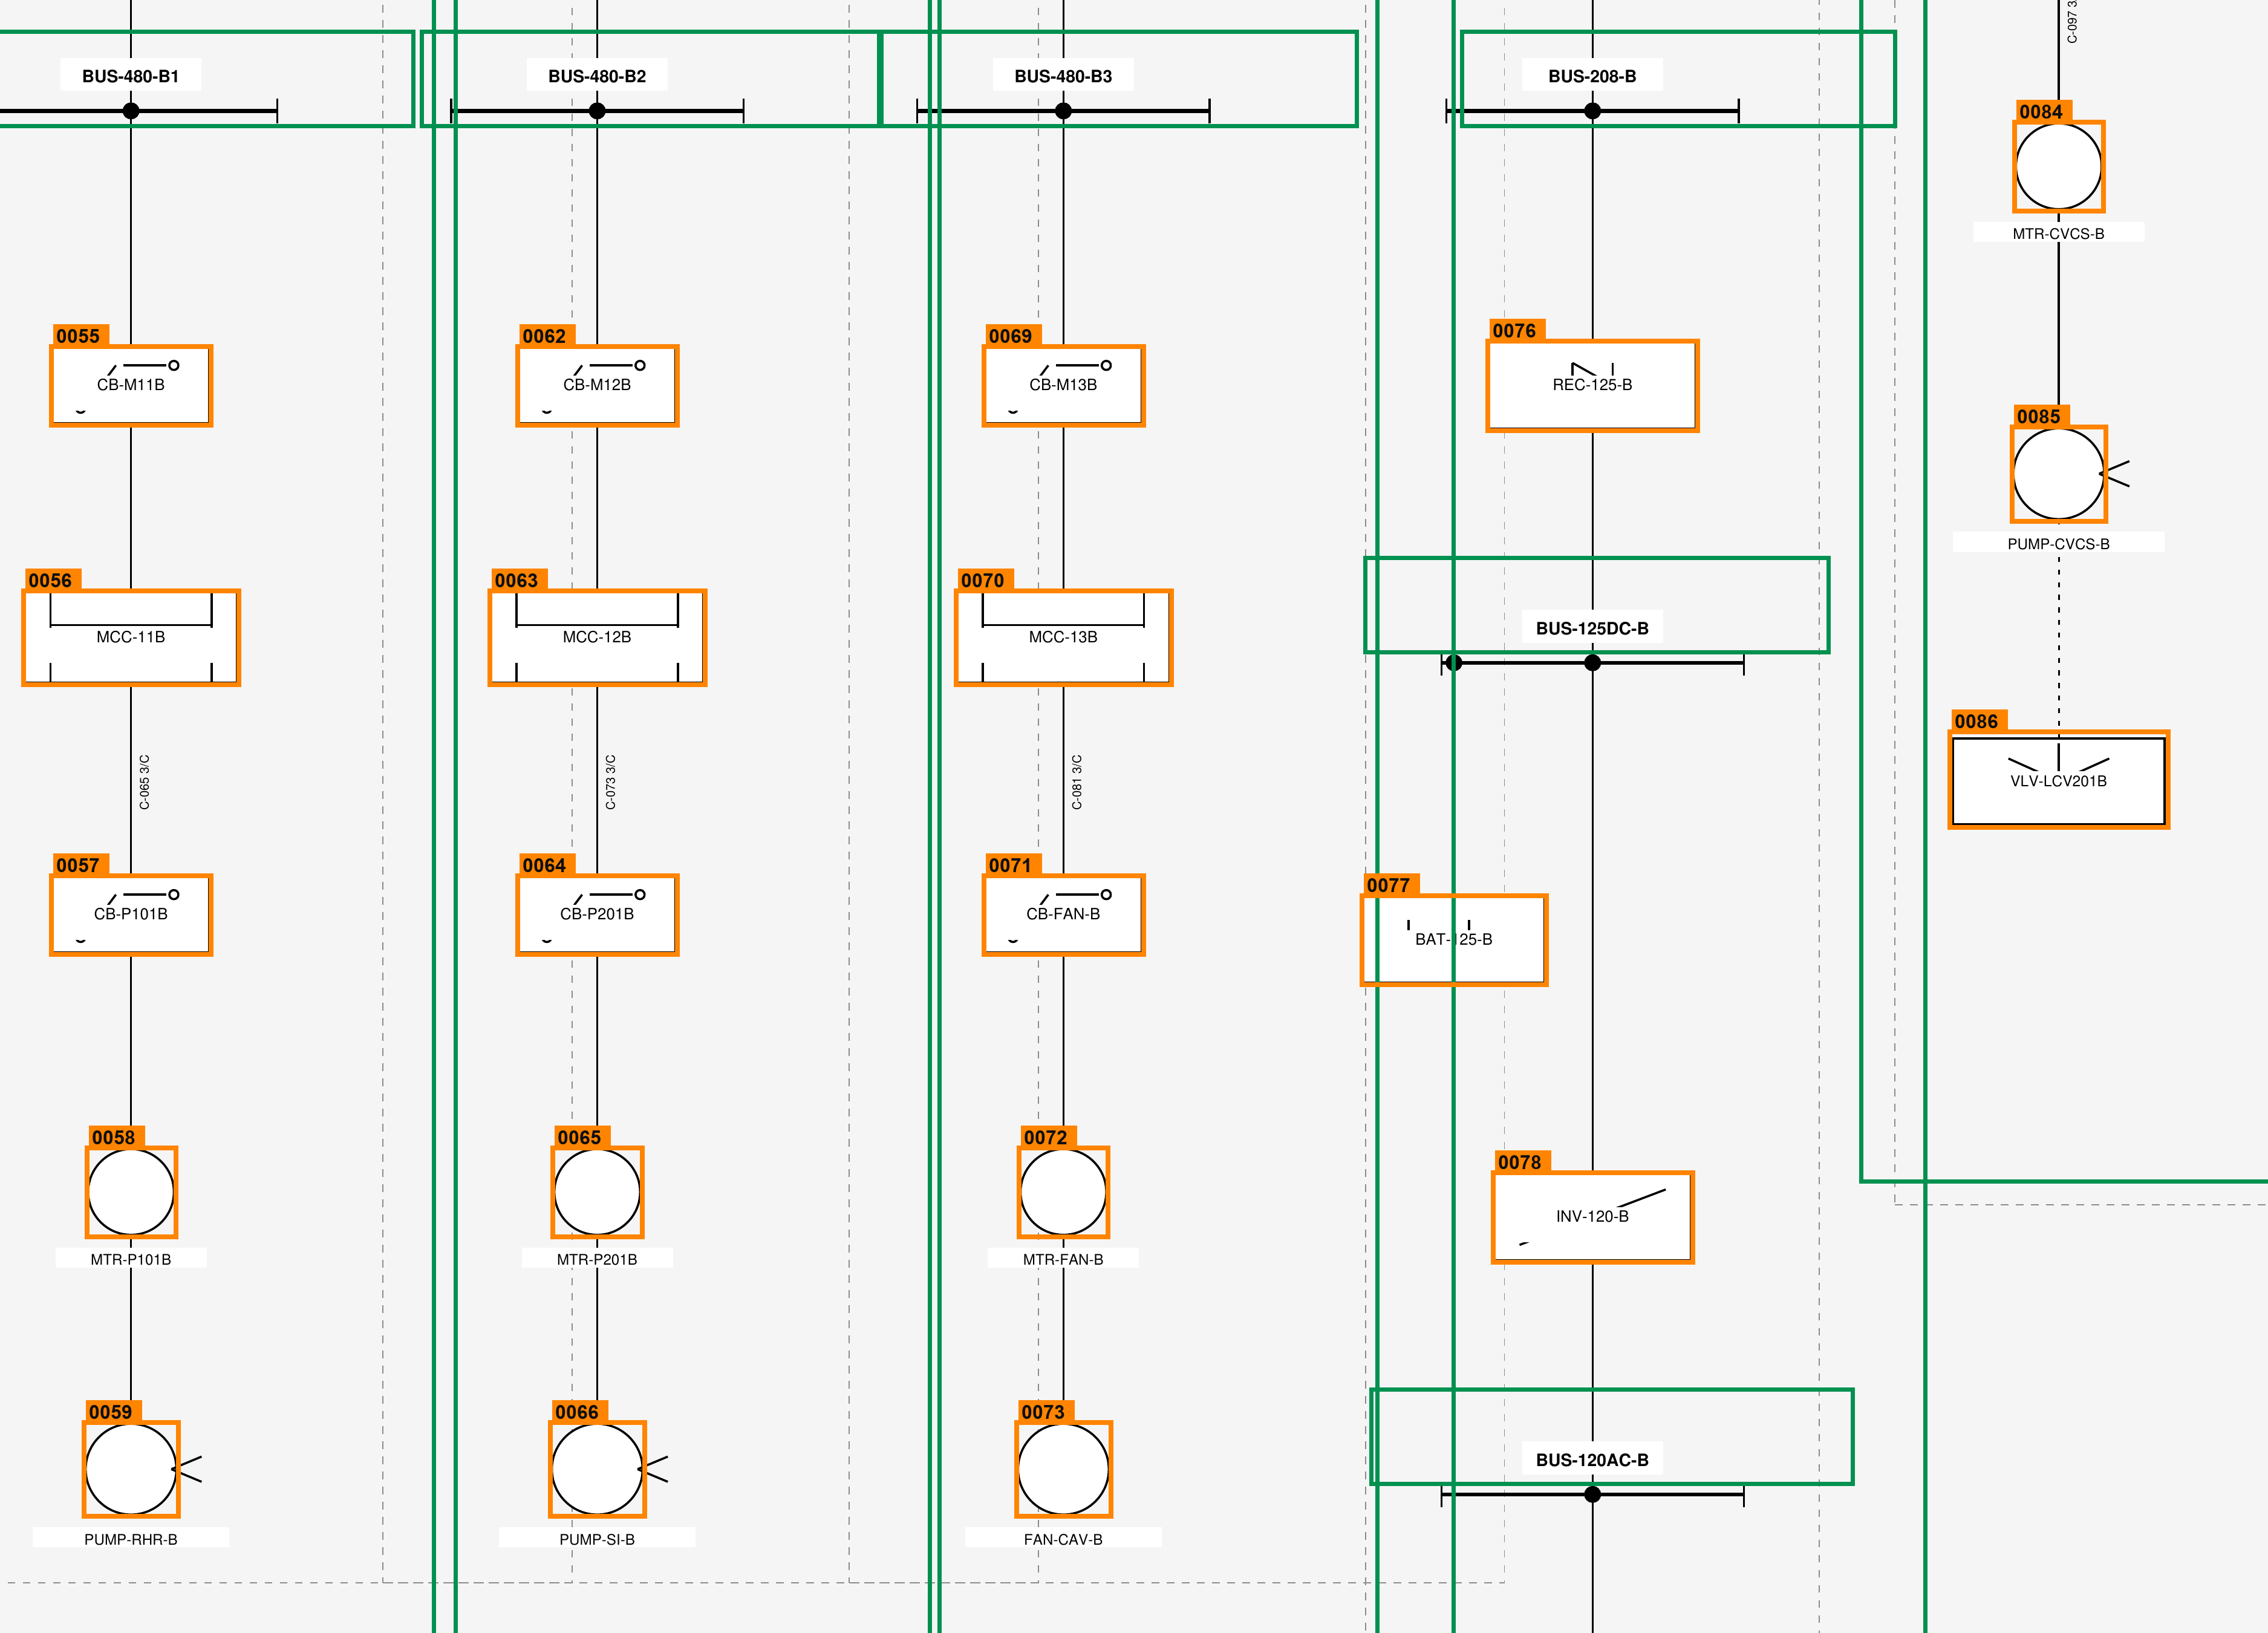 C-097 3
BUS-480-B1
BUS-480-B2
BUS-480-B3
BUS-208-B
0084
MTR-CVCS-B
0055
CB-M11B
0062
CB-M12B
0069
CB-M13B
0076
REC-125-B
0085
PUMP-CVCS-B
0056
MCC-11B
0063
MCC-12B
0070
MCC-13B
BUS-125DC-B
0086
VLV-LCV201B
C-065 3/C
C-073 3/C
C-081 3/C
0057
CB-P101B
0064
CB-P201B
0071
CB-FAN-B
0077
BAT-125-B
0058
MTR-P101B
0065
MTR-P201B
0072
MTR-FAN-B
0078
INV-120-B
0059
PUMP-RHR-B
0066
PUMP-SI-B
0073
FAN-CAV-B
BUS-120AC-B